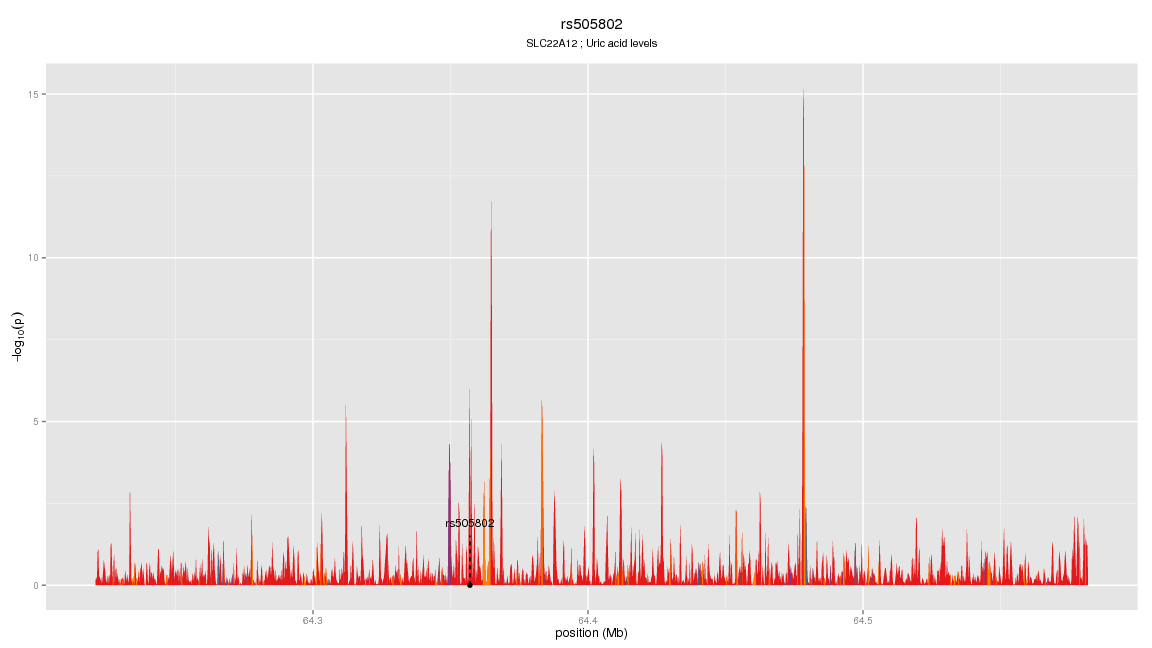 rs505802
SLC22A12 ; Uric acid levels
15
10
5
0
−log10(p)
rs505802
64.3
64.4
64.5
position (Mb)